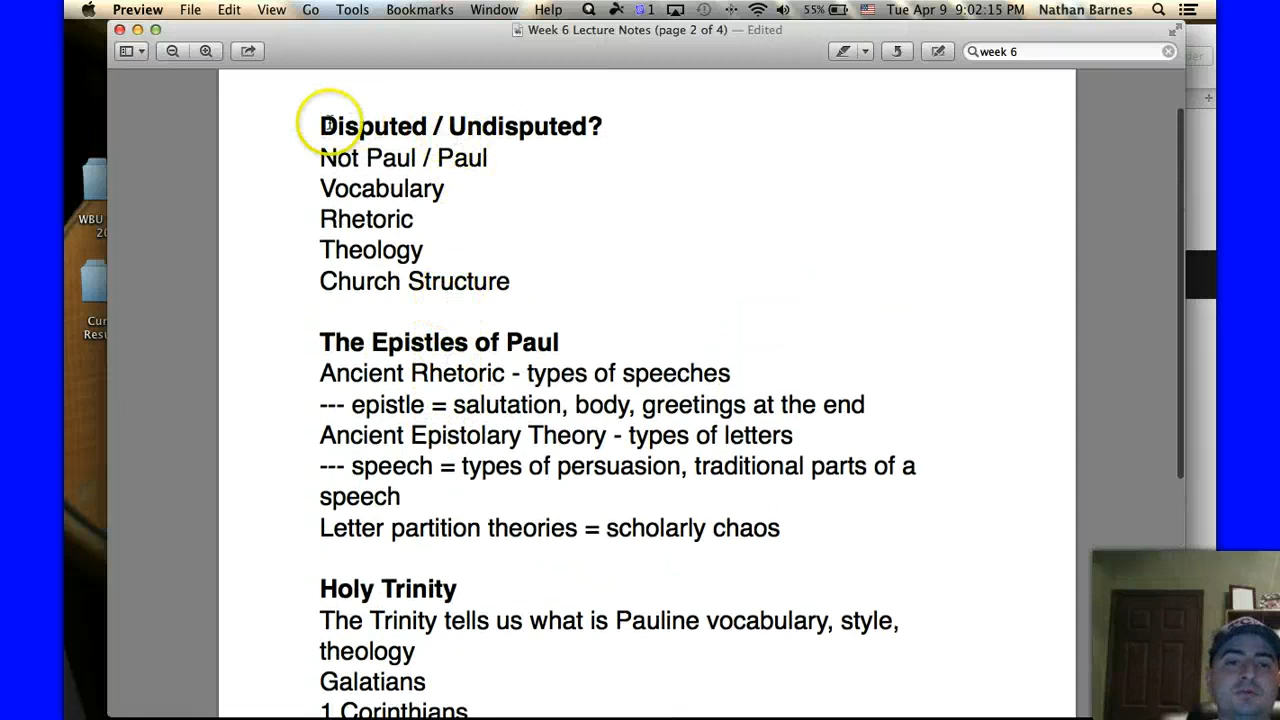 Preview File Edit View Go Tools Bookmarks Window Help 1 55% Tue Apr 9 9:02:15 PM Nathan Barnes
Week 6 Lecture Notes (page 2 of 4) — Edited
week 6
Disputed / Undisputed?
Not Paul / Paul
Vocabulary
Rhetoric
Theology
Church Structure
WBU
The Epistles of Paul
Ancient Rhetoric - types of speeches
--- epistle = salutation, body, greetings at the end
Ancient Epistolary Theory - types of letters
--- speech = types of persuasion, traditional parts of a
speech
Letter partition theories = scholarly chaos
Holy Trinity
The Trinity tells us what is Pauline vocabulary, style,
theology
Galatians
1 Corinthians